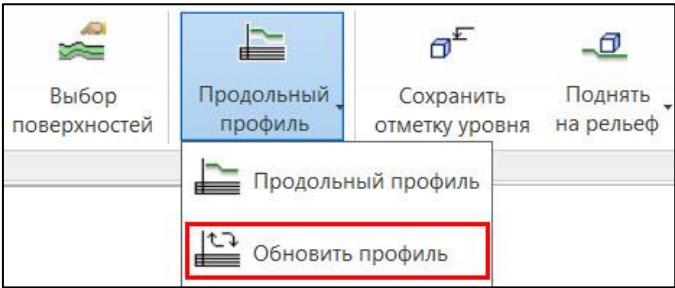 Выбор
поверхностей
Продольный
профиль
Сохранить
отметку уровня
Поднять
на рельеф
Продольный профиль
Обновить профиль